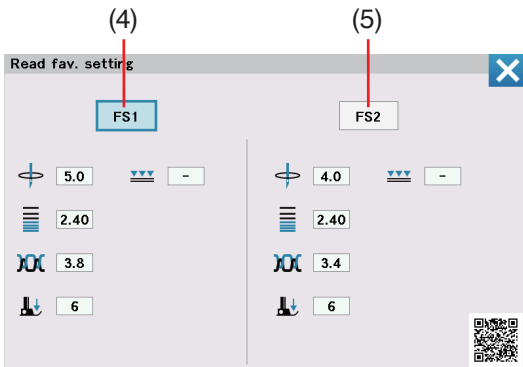 (4) (5)
Read fav. setting
FS1 FS2
5.0 - 4.0 -
2.40 2.40
3.8 3.4
6 6